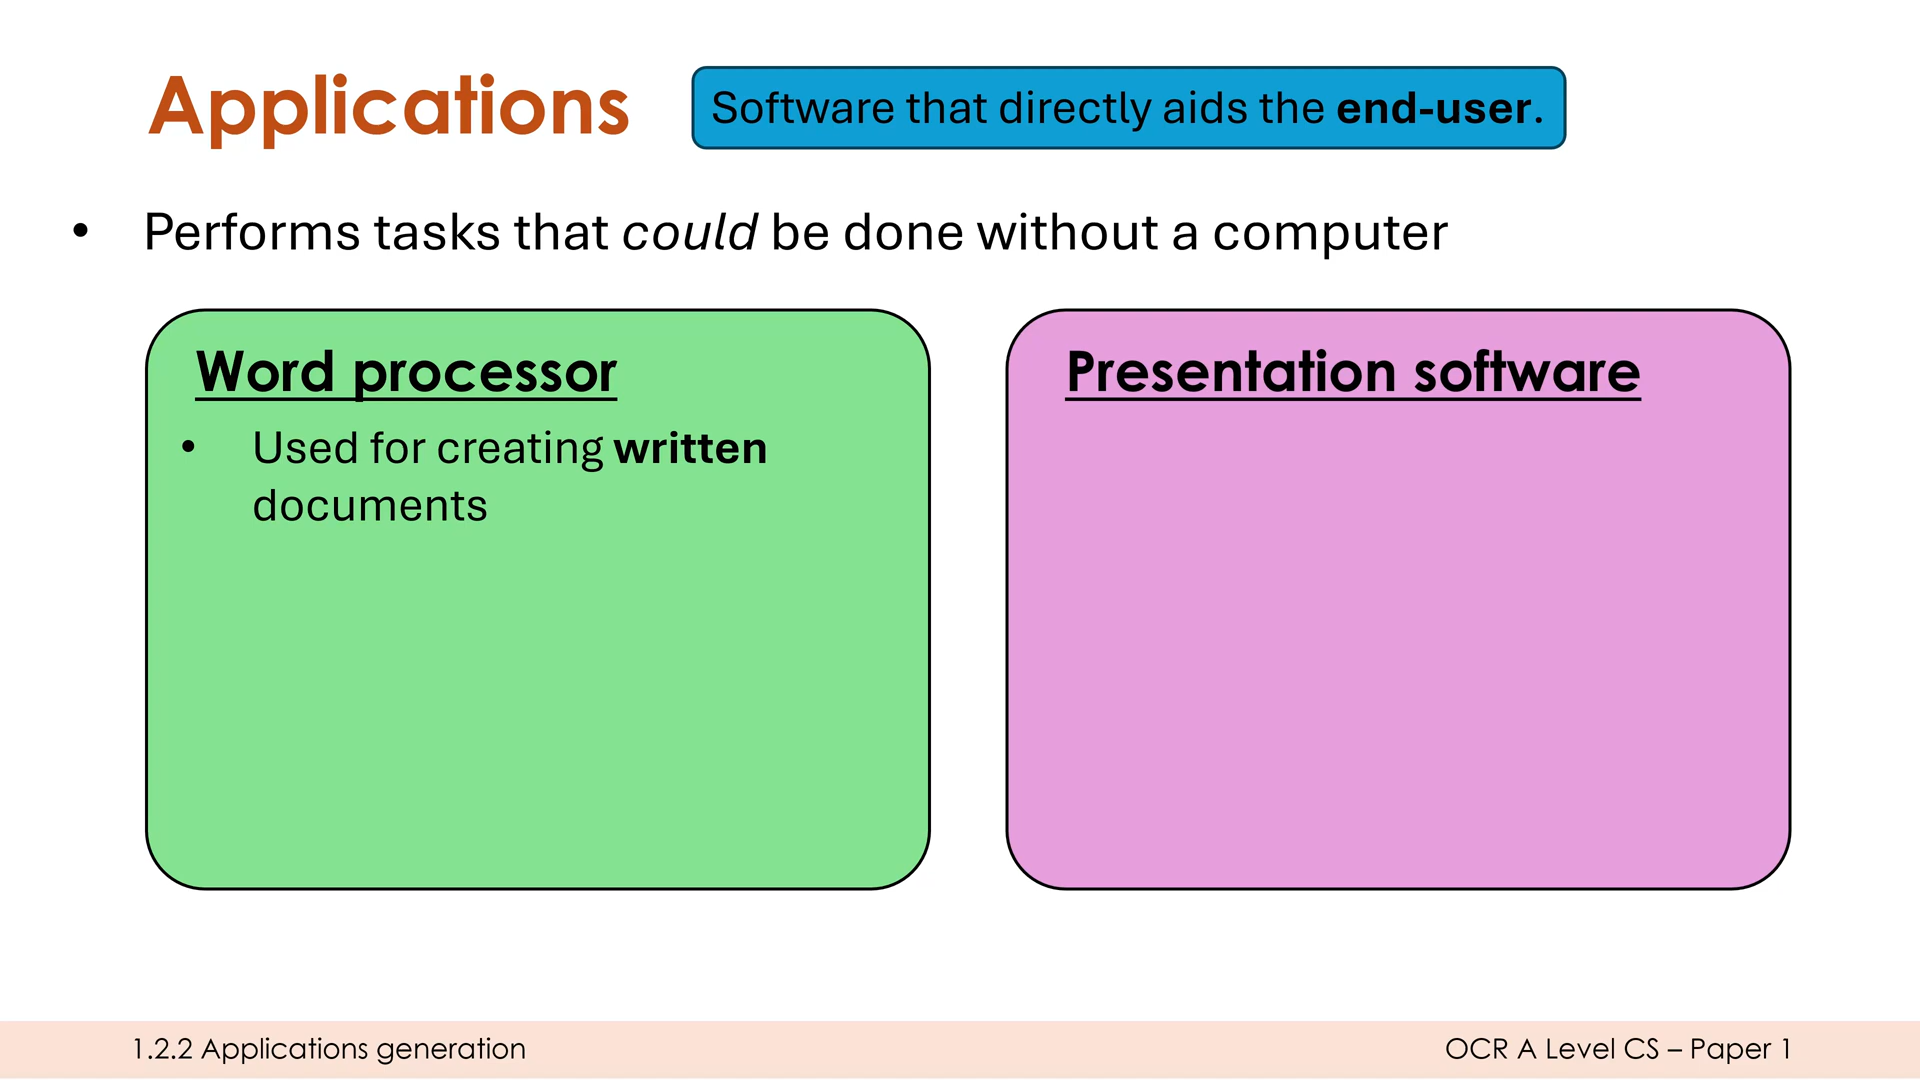 Applications
Software that directly aids the end-user.
• Performs tasks that could be done without a computer
Word processor
• Used for creating written
documents
Presentation software
1.2.2 Applications generation
OCR A Level CS – Paper 1